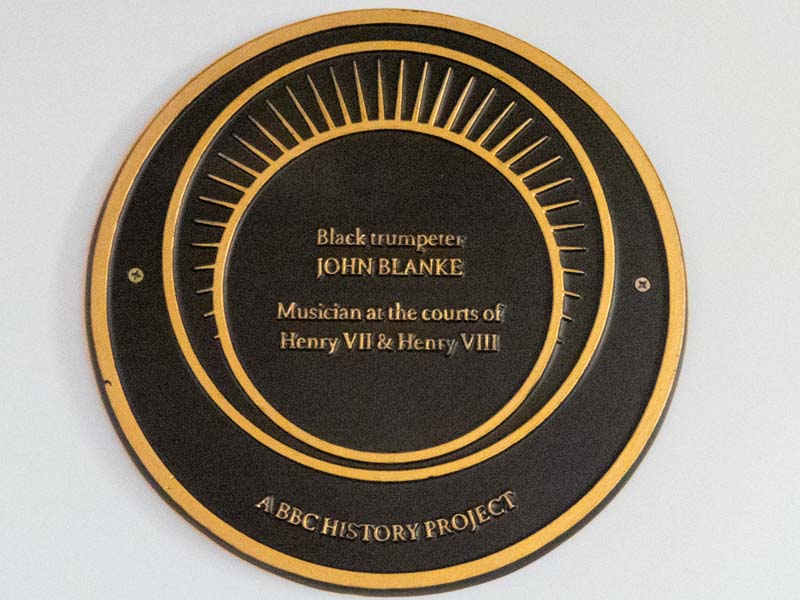 Black trumpeter
JOHN BLANKE
Musician at the courts of
Henry VII & Henry VIII
A BBC HISTORY PROJECT